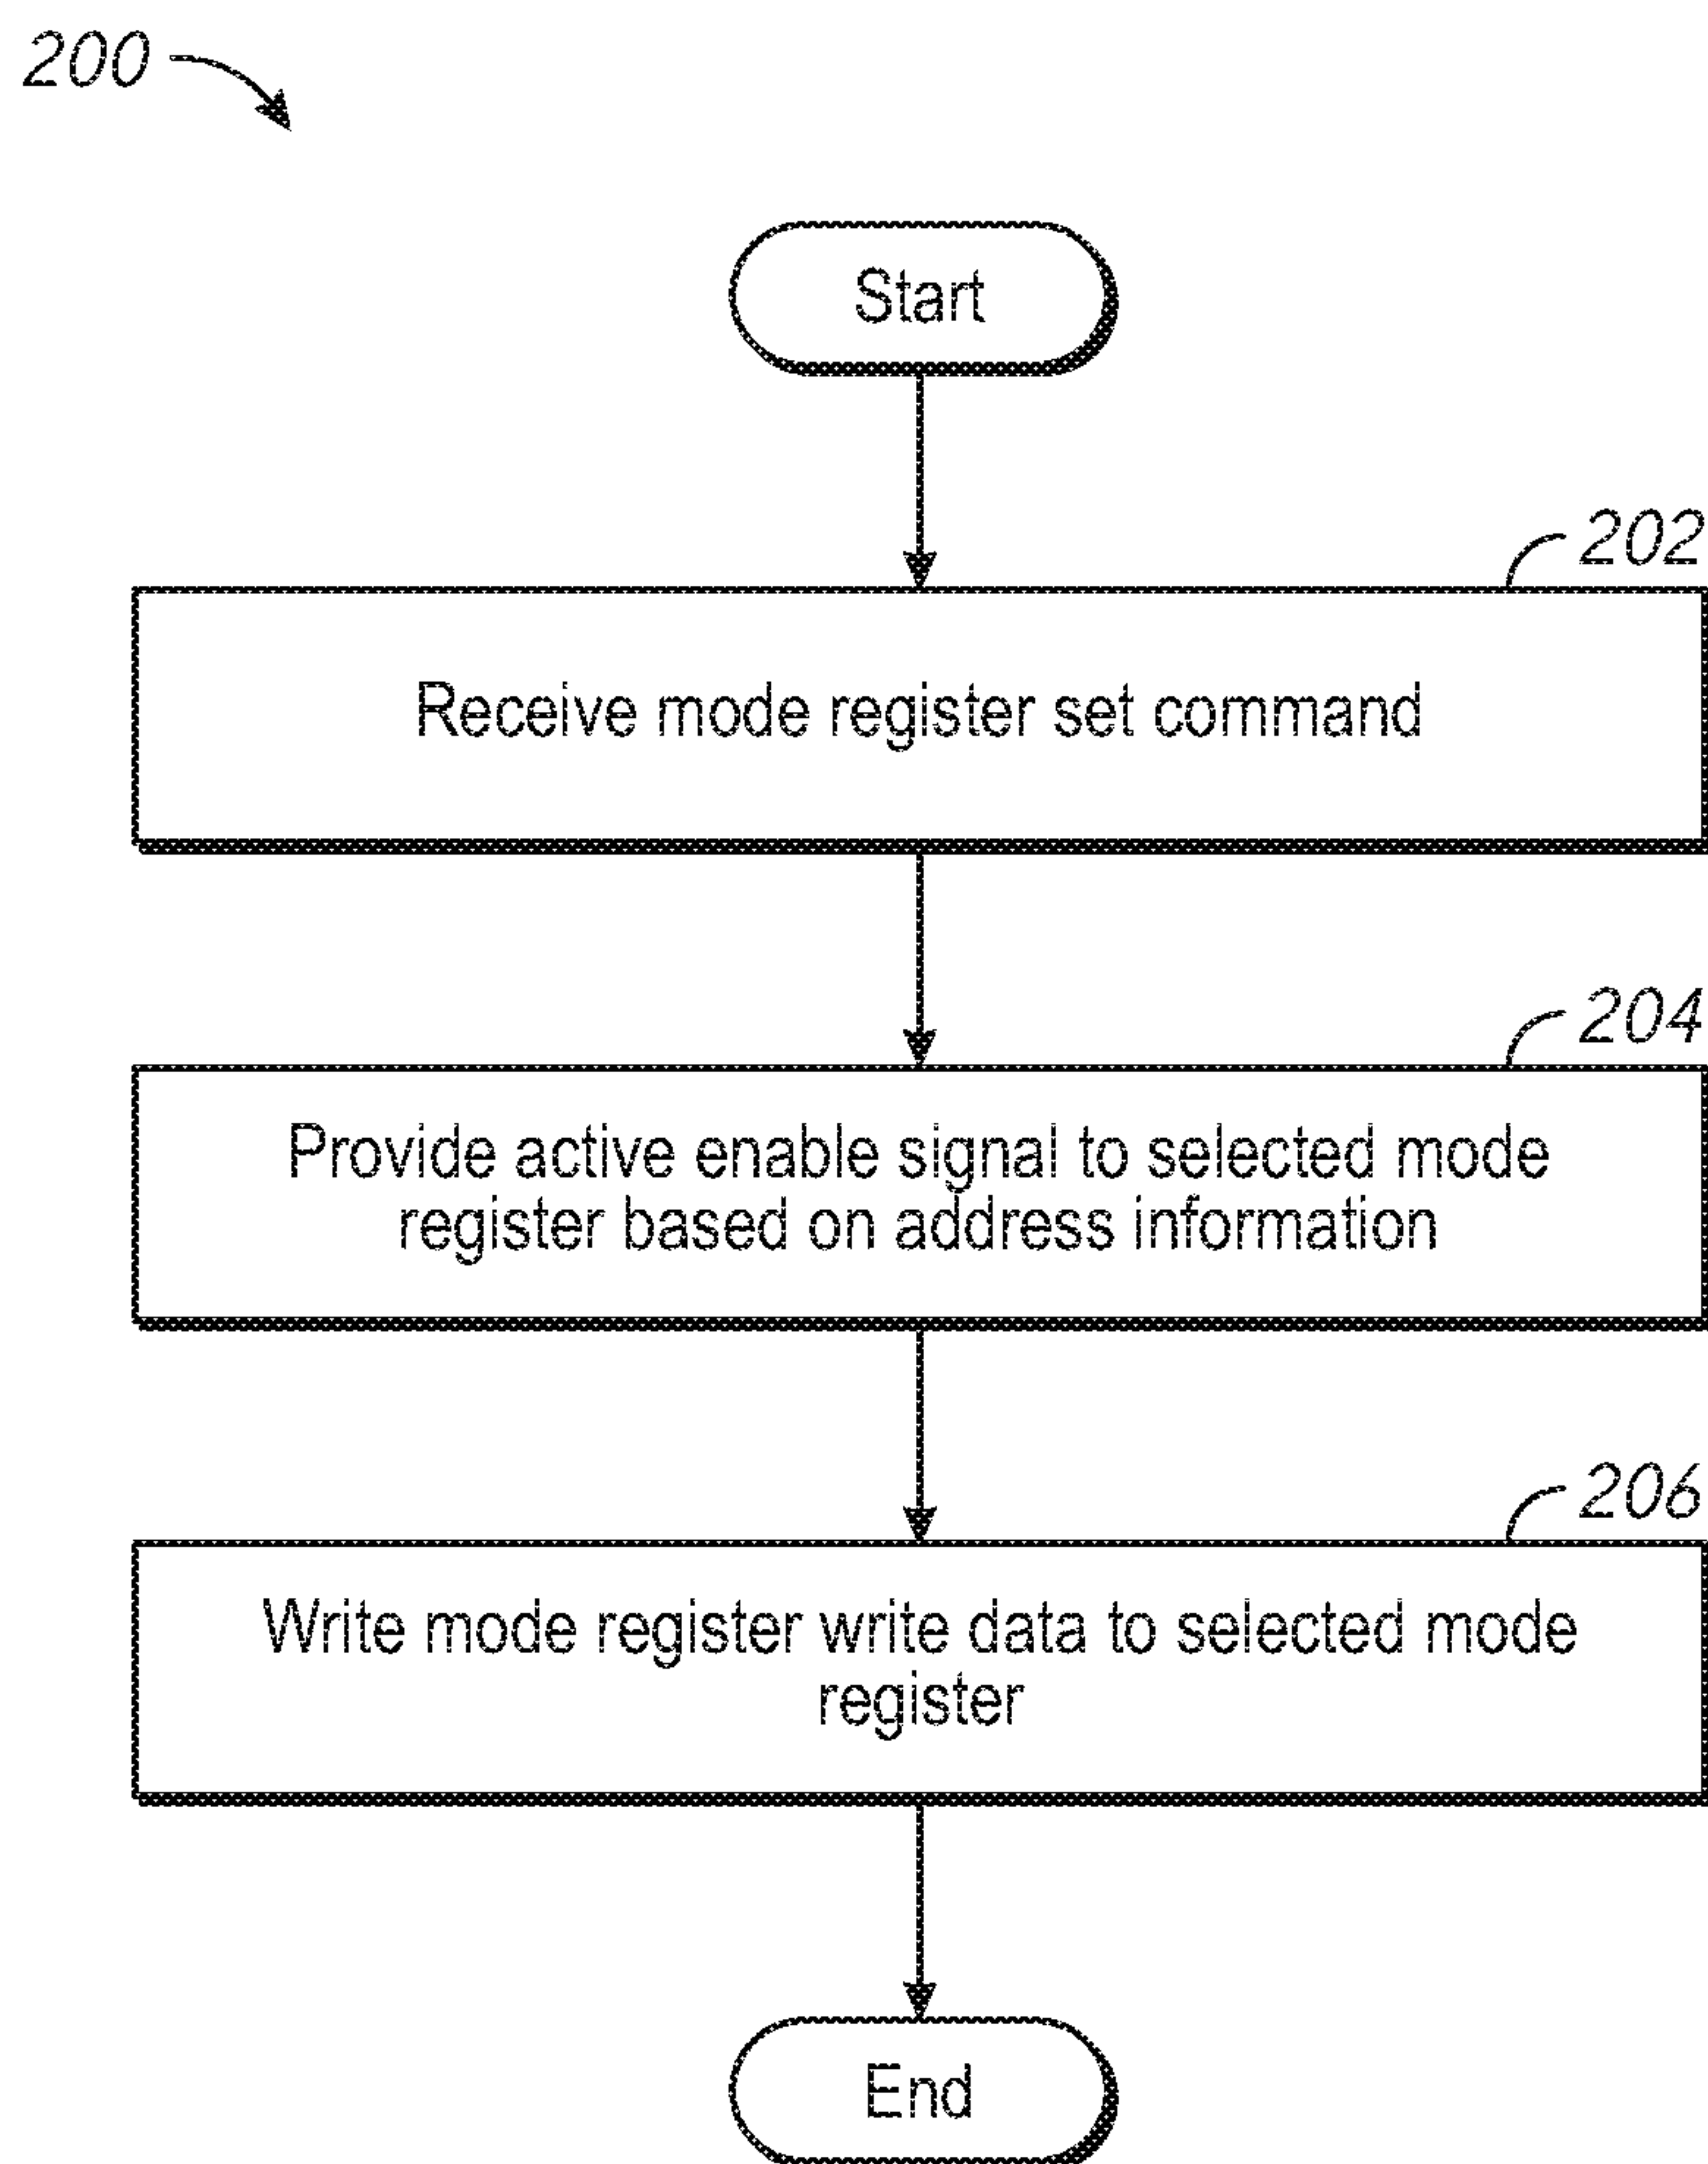 200
Start
202
Receive mode register set command
204
Provide active enable signal to selected mode
register based on address information
206
Write mode register write data to selected mode
register
End